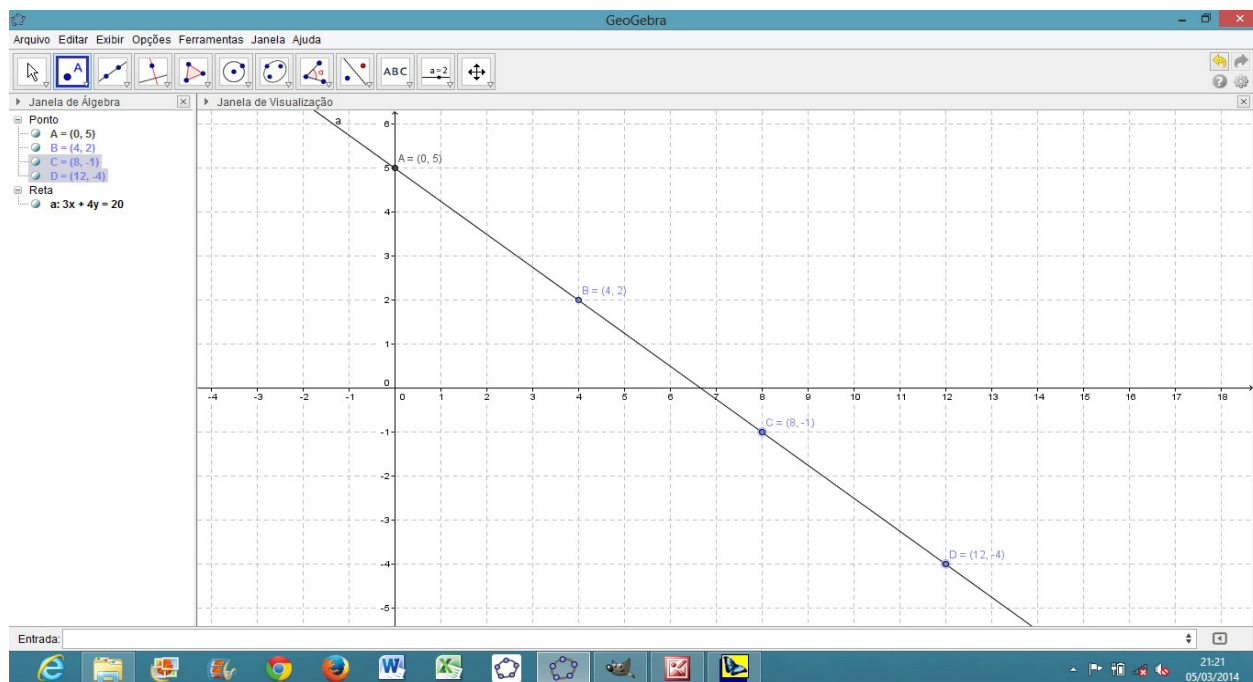 GeoGebra
Arquivo Editar Exibir Opções Ferramentas Janela Ajuda
A
α
ABC
a=2
Janela de Álgebra
Ponto
A = (0, 5)
B = (4, 2)
C = (8, -1)
D = (12, -4)
Reta
a: 3x + 4y = 20
Janela de Visualização
a
A = (0, 5)
B = (4, 2)
C = (8, -1)
D = (12, -4)
6
5
4
3
2
1
0
-1
-2
-3
-4
-5
-4 -3 -2 -1 0 1 2 3 4 5 6 7 8 9 10 11 12 13 14 15 16 17 18
Entrada:
21:21
05/03/2014